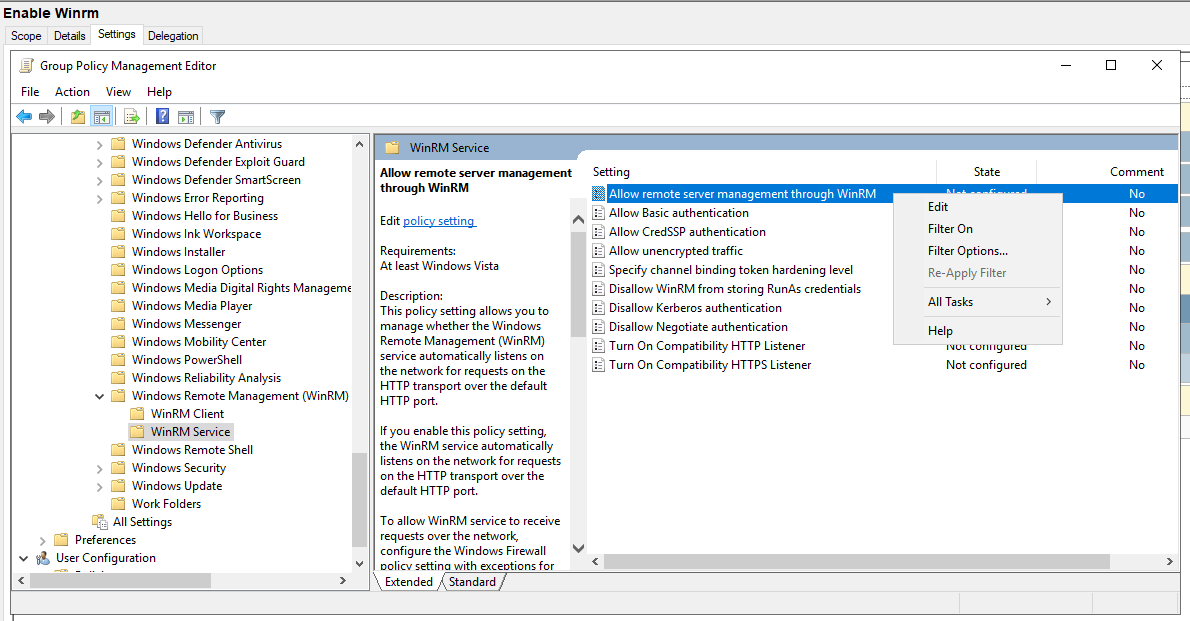 Enable Winrm
Scope Details Settings Delegation
Group Policy Management Editor
File Action View Help
Windows Defender Antivirus
Windows Defender Exploit Guard
Windows Defender SmartScreen
Windows Error Reporting
Windows Hello for Business
Windows Ink Workspace
Windows Installer
Windows Logon Options
Windows Media Digital Rights Manageme
Windows Media Player
Windows Messenger
Windows Mobility Center
Windows PowerShell
Windows Reliability Analysis
Windows Remote Management (WinRM)
WinRM Client
WinRM Service
Windows Remote Shell
Windows Security
Windows Update
Work Folders
All Settings
Preferences
User Configuration
WinRM Service
Allow remote server management
through WinRM
Edit policy setting
Requirements:
At least Windows Vista
Description:
This policy setting allows you to
manage whether the Windows
Remote Management (WinRM)
service automatically listens on
the network for requests on the
HTTP transport over the default
HTTP port.
If you enable this policy setting,
the WinRM service automatically
listens on the network for requests
on the HTTP transport over the
default HTTP port.
To allow WinRM service to receive
requests over the network,
configure the Windows Firewall
policy setting with exceptions for
Setting State Comment
Allow remote server management through WinRM Not configured No
Allow Basic authentication No
Allow CredSSP authentication No
Allow unencrypted traffic No
Specify channel binding token hardening level No
Disallow WinRM from storing RunAs credentials No
Disallow Kerberos authentication No
Disallow Negotiate authentication No
Turn On Compatibility HTTP Listener Not configured No
Turn On Compatibility HTTPS Listener Not configured No
Edit
Filter On
Filter Options...
Re-Apply Filter
All Tasks
Help
Extended Standard